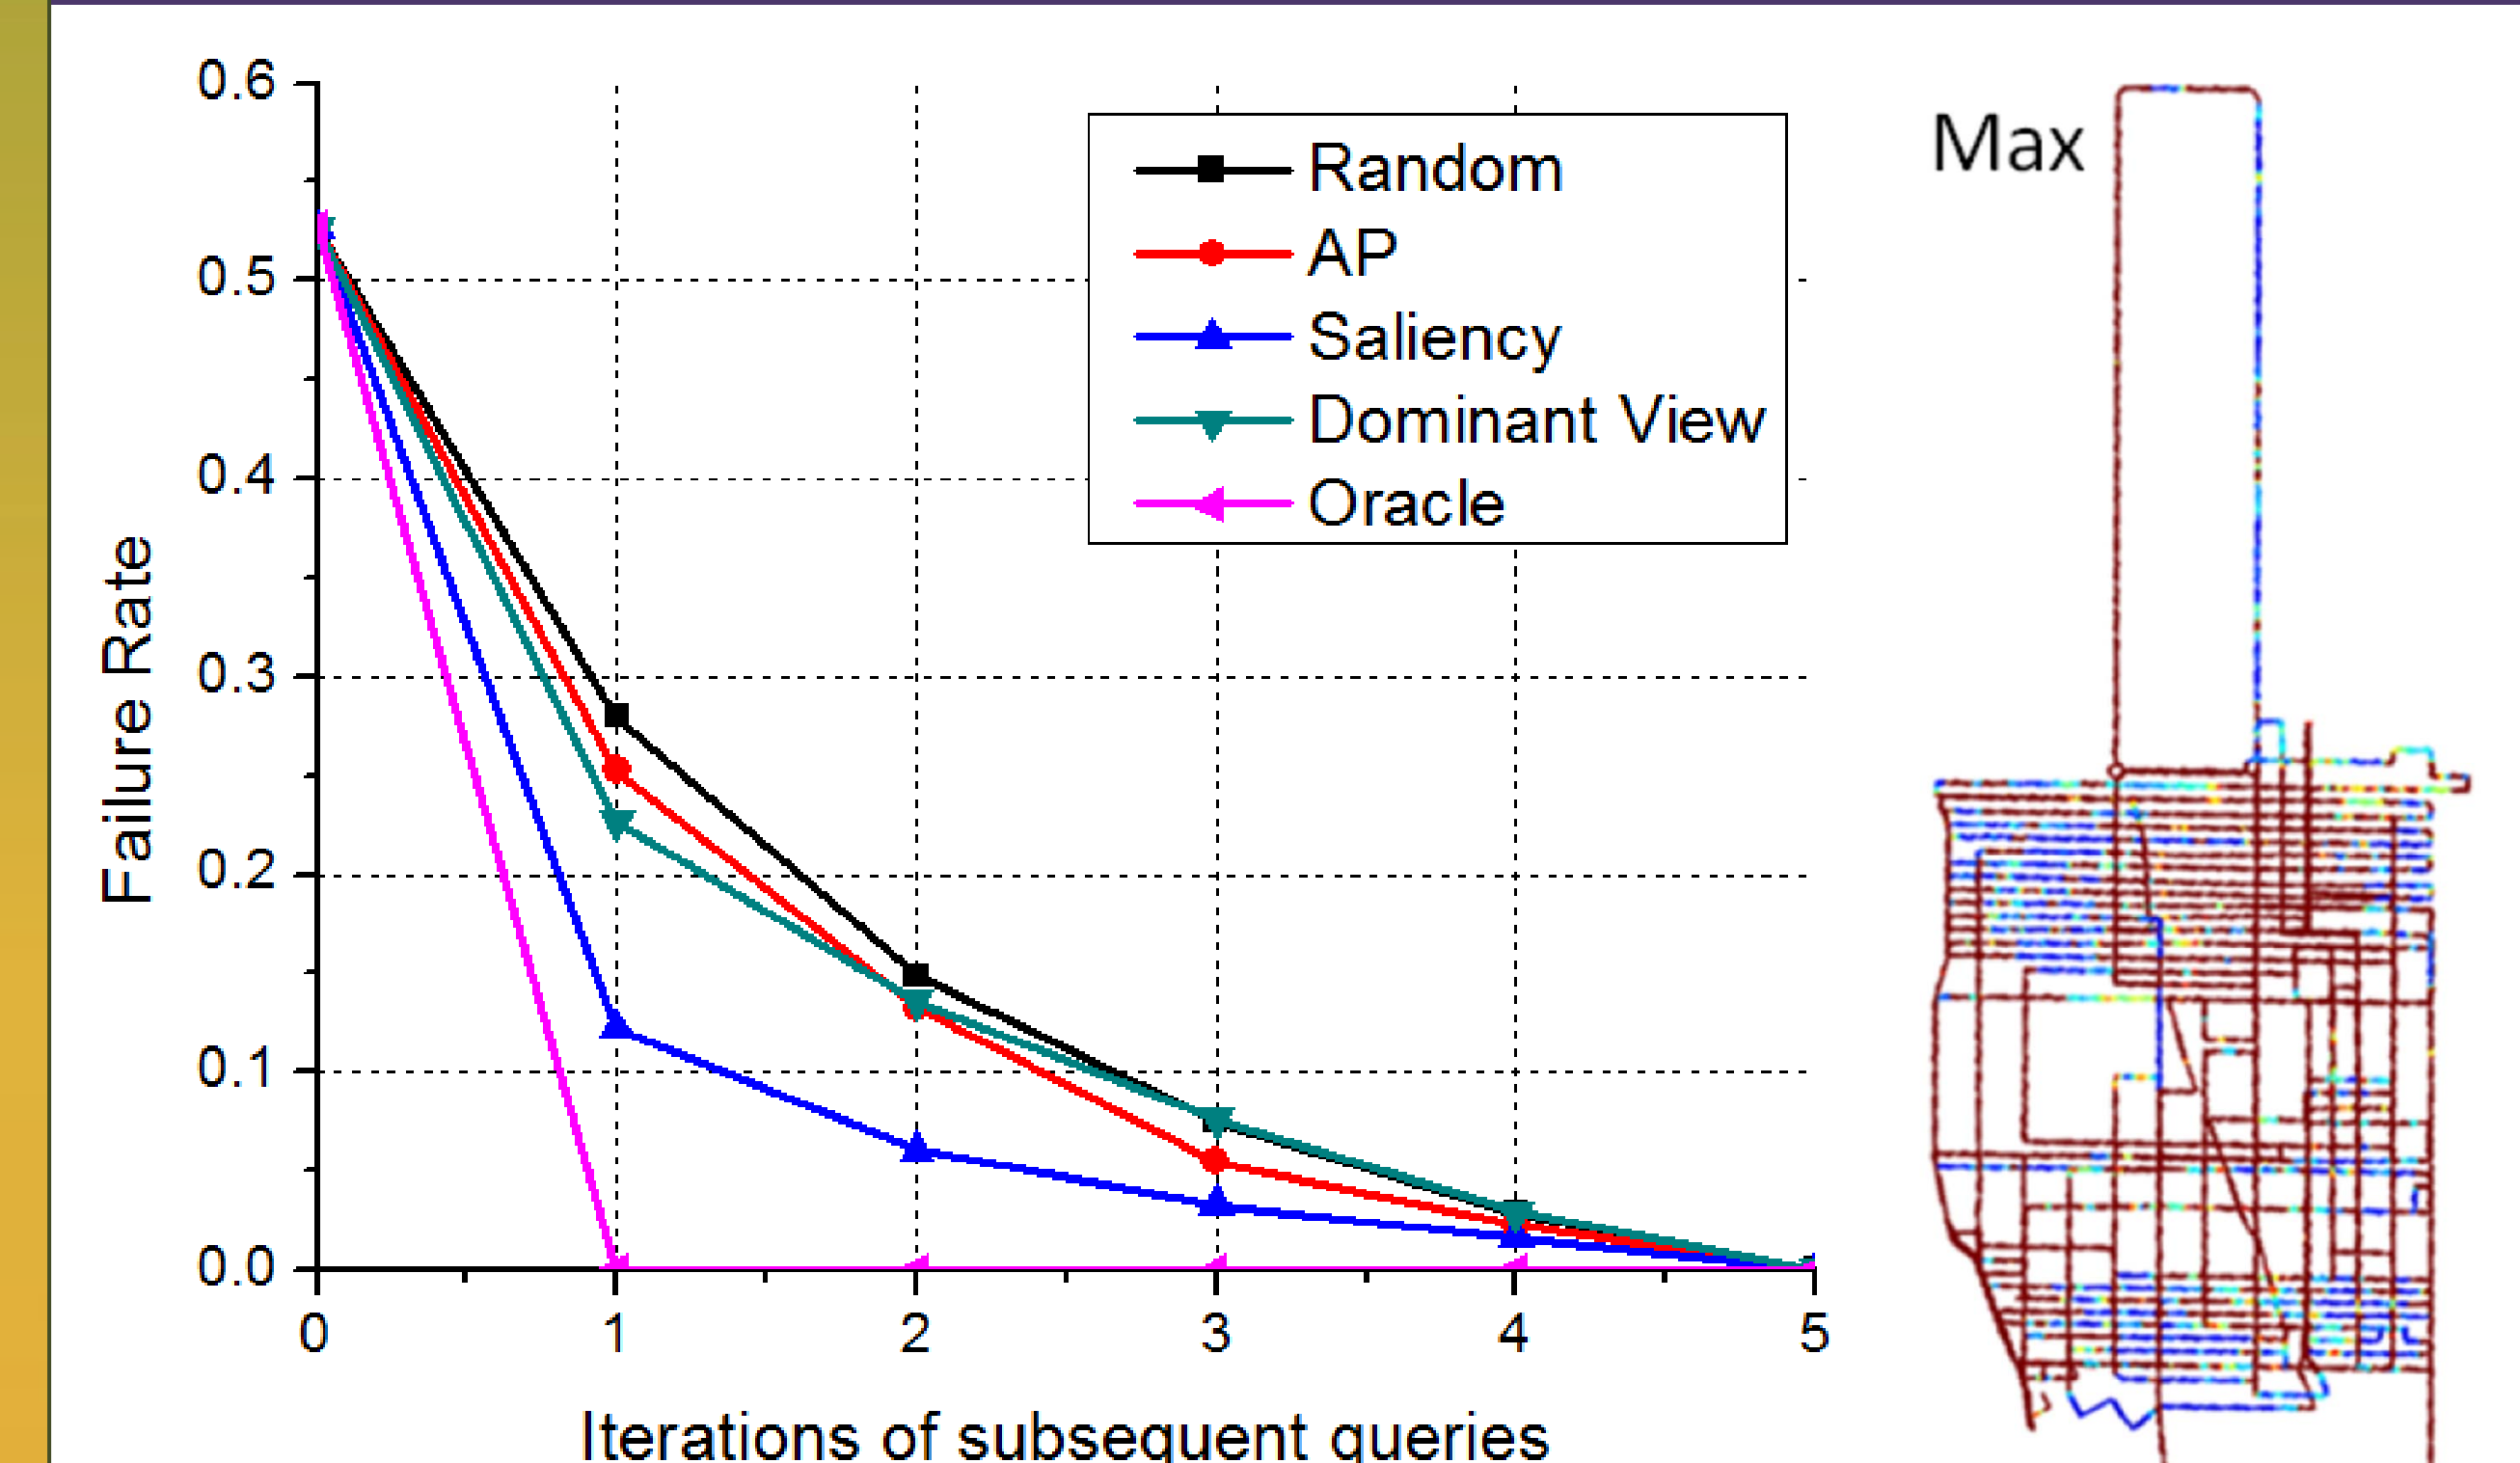 0.6
0.5
0.4
0.3
0.2
0.1
0.0
Failure Rate
0 1 2 3 4 5
Iterations of subsequent queries
Random
AP
Saliency
Dominant View
Oracle
Max